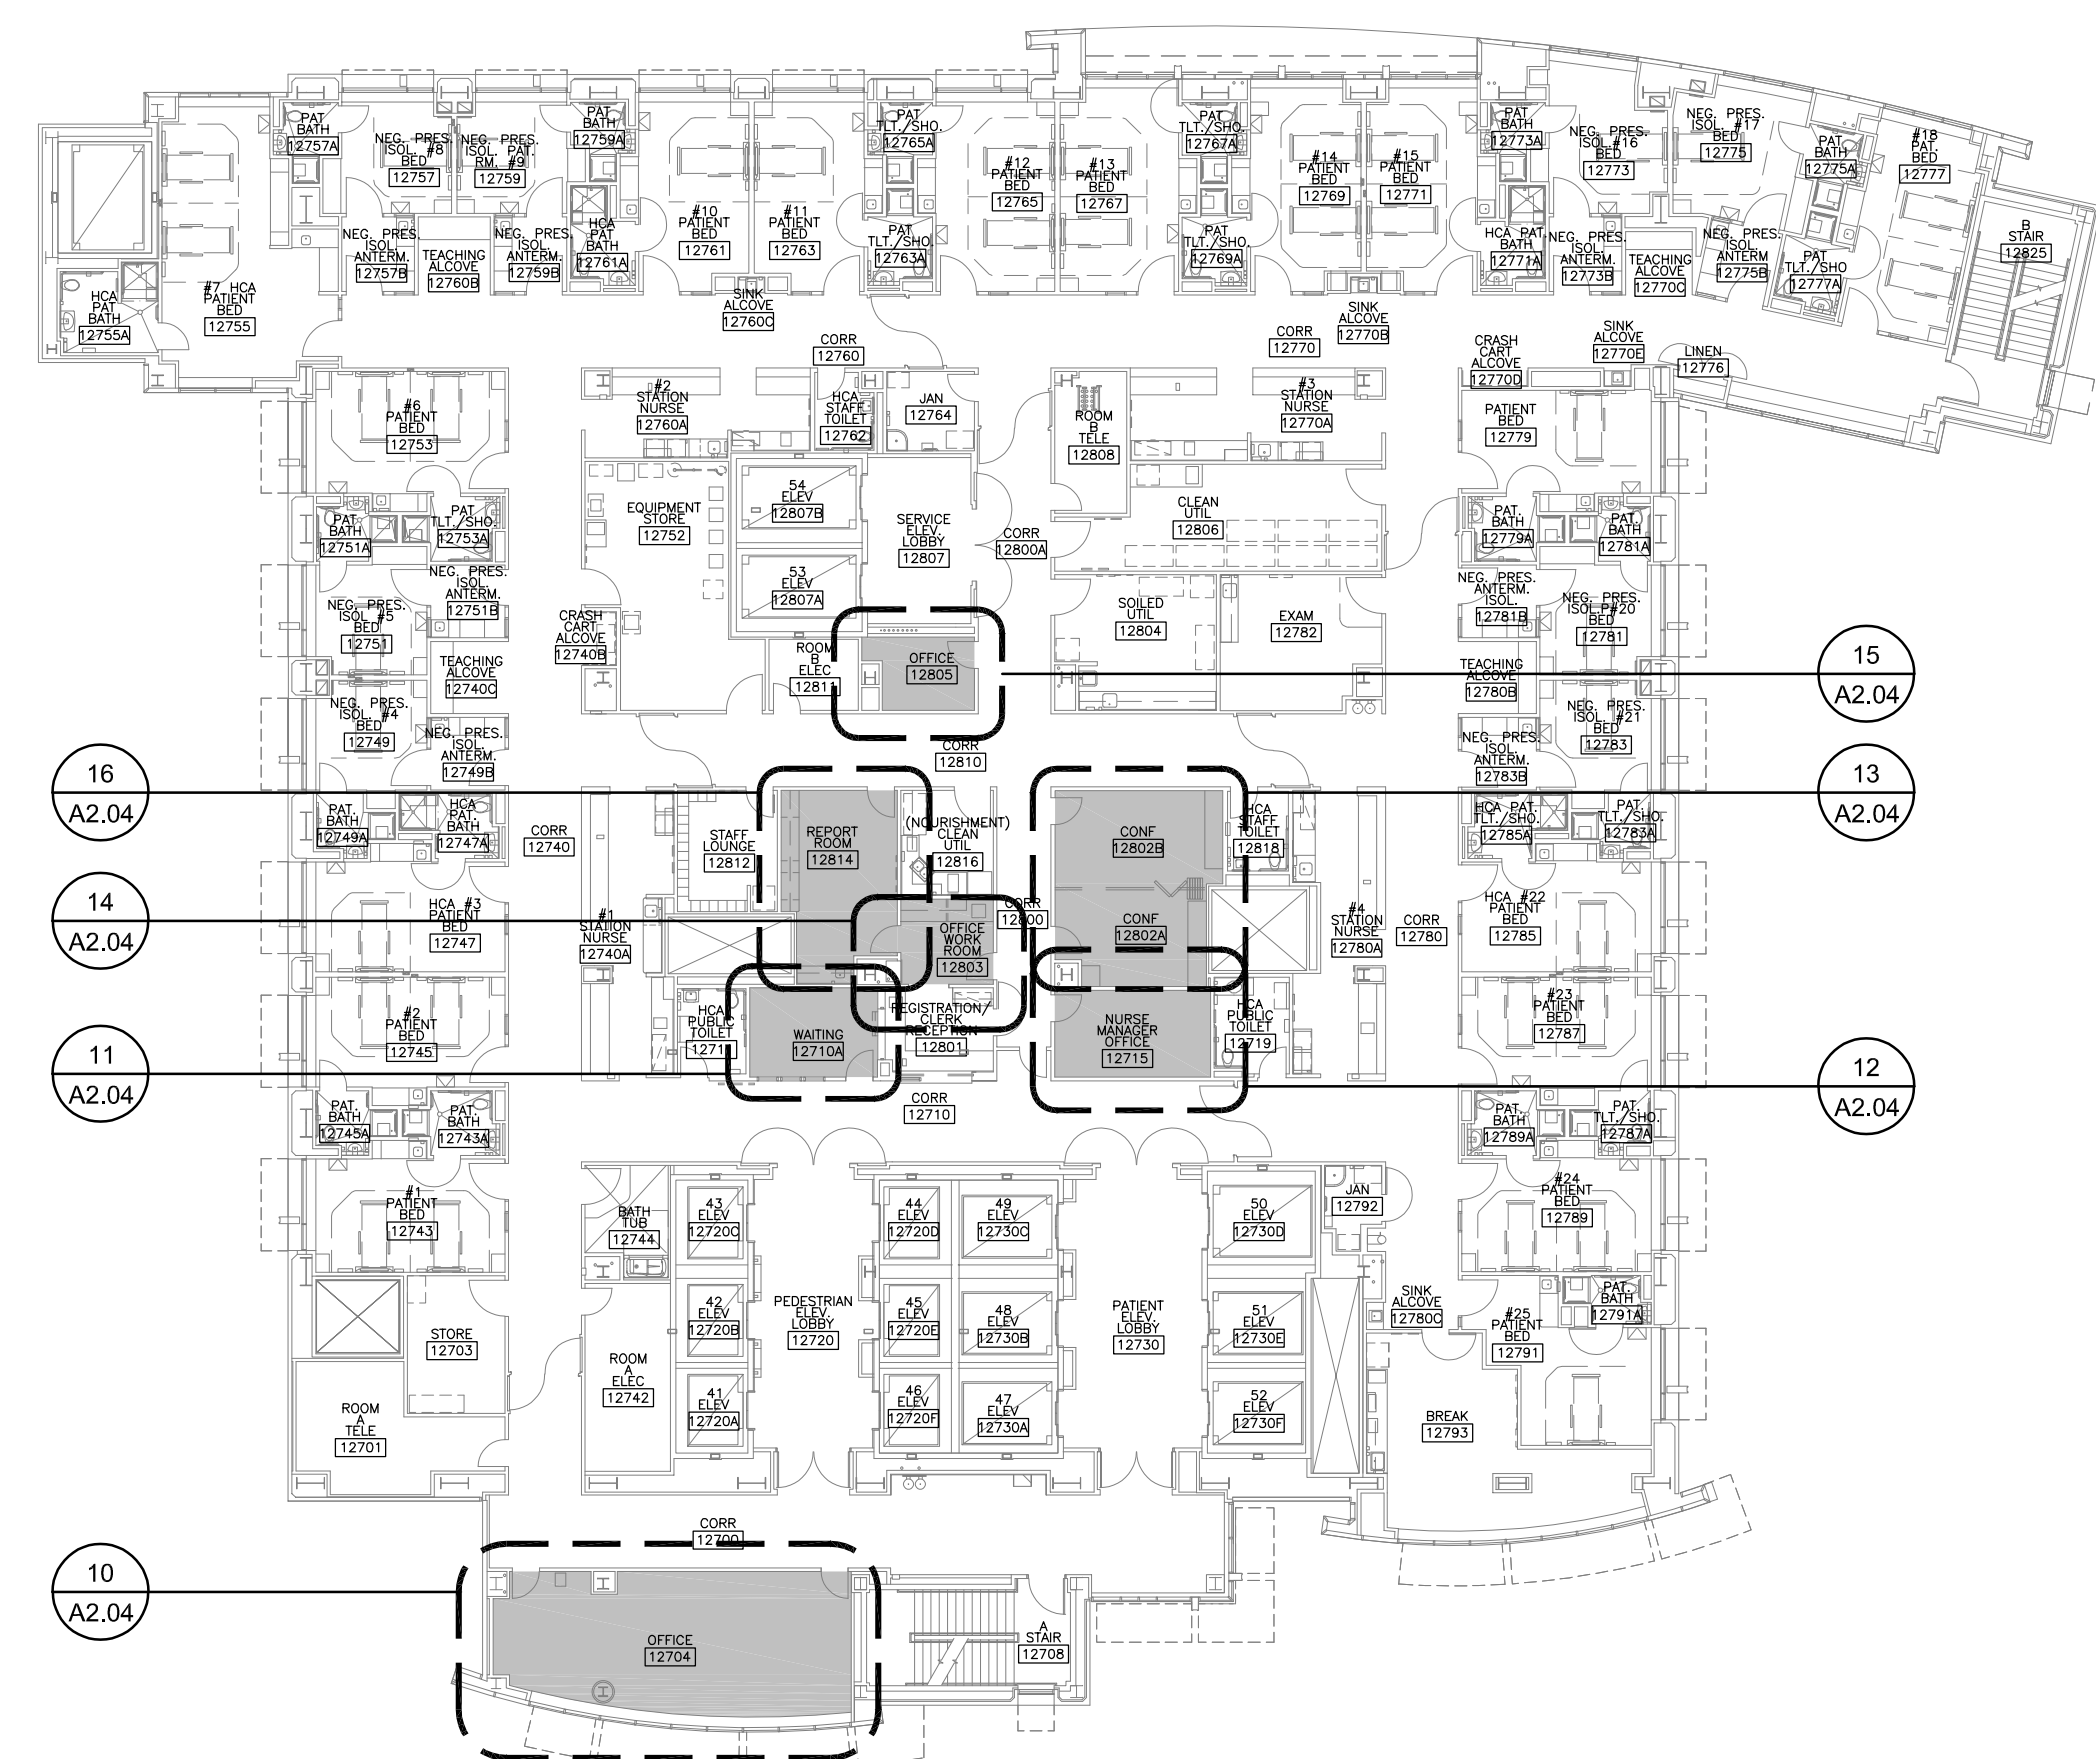 PAT
BATH
12757A
NEG. PRES.
ISOL. #8
BED
12757
NEG. PRES.
ISOL. PAT.
RM. #9
12759
PAT
BATH
12759A
#10
PATIENT
BED
12761
#11
PATIENT
BED
12763
PAT
TLT./SHO.
12765A
#12
PATIENT
BED
12765
#13
PATIENT
BED
12767
PAT
TLT./SHO.
12767A
#14
PATIENT
BED
12769
#15
PATIENT
BED
12771
PAT
BATH
12773A
NEG. PRES.
ISOL.#16
BED
12773
NEG. PRES.
ISOL. #17
BED
12775
PAT
BATH
12775A
#18
PAT.
BED
12777
B
STAIR
12825
HCA
PAT
BATH
12755A
#7 HCA
PATIENT
BED
12755
NEG. PRES.
ISOL.
ANTERM.
12757B
TEACHING
ALCOVE
12760B
NEG. PRES.
ISOL.
ANTERM.
12759B
HCA
PAT
BATH
12761A
SINK
ALCOVE
12760C
PAT
TLT./SHO.
12763A
PAT
TLT./SHO.
12769A
SINK
ALCOVE
12770B
HCA PAT
BATH
12771A
NEG. PRES.
ISOL.
ANTERM.
12773B
TEACHING
ALCOVE
12770C
NEG. PRES.
ISOL.
ANTERM
12775B
PAT
TLT./SHO
12777A
CORR
12760
CORR
12770
CRASH
CART
ALCOVE
12770D
SINK
ALCOVE
12770E
LINEN
12776
#6
PATIENT
BED
12753
#2
STATION
NURSE
12760A
HCA
STAFF
TOILET
12762
JAN
12764
ROOM
B
TELE
12808
#3
STATION
NURSE
12770A
PATIENT
BED
12779
PAT
BATH
12751A
PAT
TLT./SHO.
12753A
EQUIPMENT
STORE
12752
54
ELEV
12807B
SERVICE
ELEV.
LOBBY
12807
CORR
12800A
CLEAN
UTIL
12806
PAT.
BATH
12779A
PAT.
BATH
12781A
NEG. PRES.
ISOL.
ANTERM.
12751B
53
ELEV
12807A
NEG. PRES.
ISOL. #5
BED
12751
CRASH
CART
ALCOVE
12740B
SOILED
UTIL
12804
EXAM
12782
NEG. PRES.
ANTERM.
ISOL.
12781B
NEG. PRES.
ISOL.P#20
BED
12781
TEACHING
ALCOVE
12740C
ROOM
B
ELEC
12811
OFFICE
12805
TEACHING
ALCOVE
12780B
15
A2.04
NEG. PRES.
ISOL. #4
BED
12749
NEG. PRES.
ISOL.
ANTERM.
12749B
CORR
12810
NEG. PRES.
ISOL.
ANTERM.
12783B
NEG. PRES.
ISOL. #21
BED
12783
16
A2.04
13
A2.04
PAT.
BATH
12749A
HCA
PAT.
BATH
12747A
CORR
12740
STAFF
LOUNGE
12812
REPORT
ROOM
12814
(NOURISHMENT)
CLEAN
UTIL
12816
CONF
12802B
HCA
STAFF
TOILET
12818
HCA PAT.
TLT./SHO.
12785A
PAT.
TLT./SHO.
12783A
14
A2.04
HCA #3
PATIENT
BED
12747
#1
STATION
NURSE
12740A
OFFICE
WORK
ROOM
12803
CORR
12800
CONF
12802A
#4
STATION
NURSE
12780A
CORR
12780
HCA #22
PATIENT
BED
12785
#2
PATIENT
BED
12745
HCA
PUBLIC
TOILET
WAITING
12710A
REGISTRATION/
CLERK
RECEPTION
12801
NURSE
MANAGER
OFFICE
12715
HCA
PUBLIC
TOILET
12719
#23
PATIENT
BED
12787
11
A2.04
12
A2.04
PAT.
BATH
12745A
PAT.
BATH
12743A
CORR
12710
PAT.
BATH
12789A
PAT.
TLT./SHO.
12787A
#1
PATIENT
BED
12743
BATH
TUB
12744
43
ELEV
12720C
44
ELEV
12720D
49
ELEV
12730C
50
ELEV
12730D
JAN
12792
#24
PATIENT
BED
12789
STORE
12703
42
ELEV
12720B
PEDESTRIAN
ELEV.
LOBBY
12720
45
ELEV
12720E
48
ELEV
12730B
PATIENT
ELEV.
LOBBY
12730
51
ELEV
12730E
SINK
ALCOVE
12780C
#25
PATIENT
BED
12791
PAT.
BATH
12791A
ROOM
A
TELE
12701
ROOM
A
ELEC
12742
41
ELEV
12720A
46
ELEV
12720F
47
ELEV
12730A
52
ELEV
12730F
BREAK
12793
CORR
12700
10
A2.04
OFFICE
12704
A
STAIR
12708